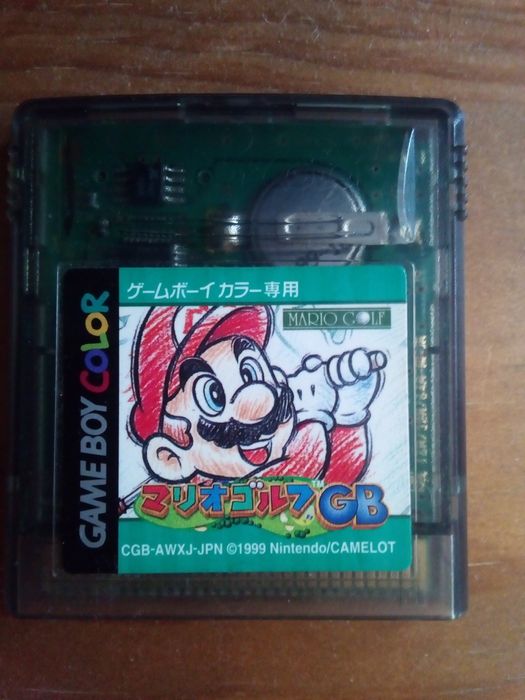 ゲームボーイ カラー専用
GAME BOY COLOR
MARIO GOLF
マリオゴルフGB
TM
CGB-AWXJ-JPN ©1999 Nintendo/CAMELOT